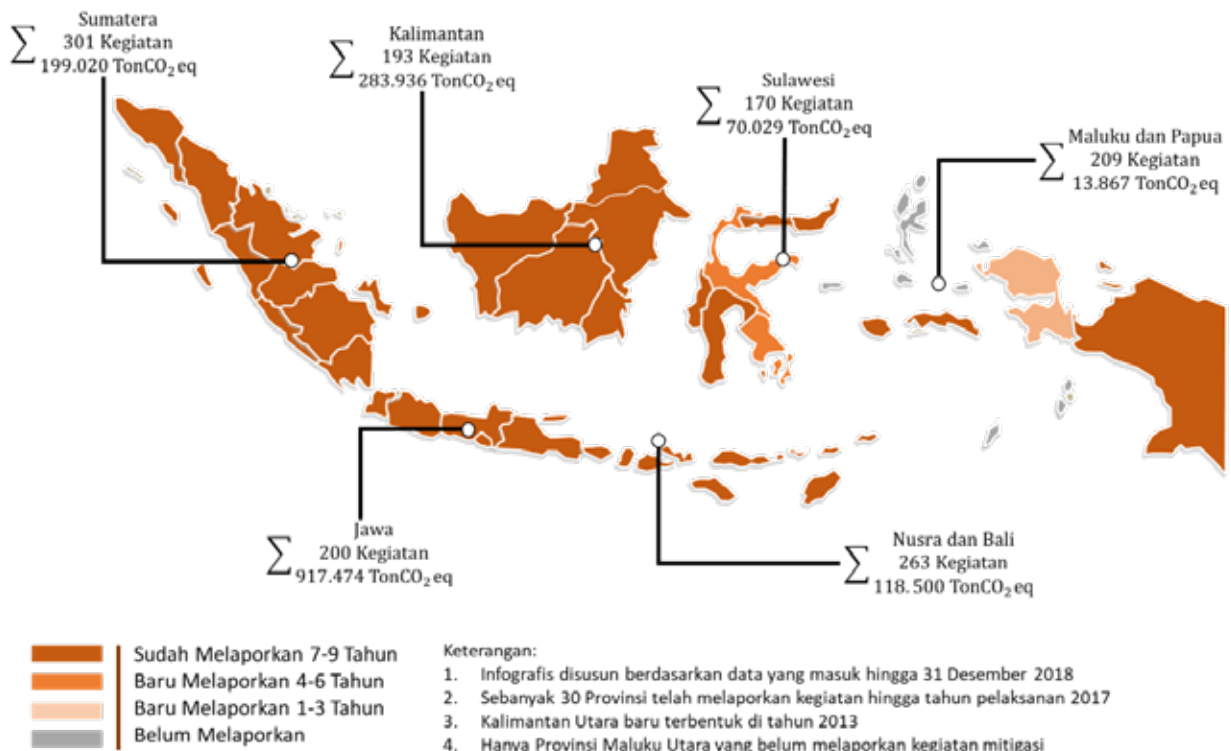 Sumatera
∑ 301 Kegiatan
199.020 TonCO₂eq
Kalimantan
∑ 193 Kegiatan
283.936 TonCO₂eq
Sulawesi
∑ 170 Kegiatan
70.029 TonCO₂eq
Maluku dan Papua
∑ 209 Kegiatan
13.867 TonCO₂eq
Jawa
∑ 200 Kegiatan
917.474 TonCO₂eq
Nusra dan Bali
∑ 263 Kegiatan
118.500 TonCO₂eq
Sudah Melaporkan 7-9 Tahun
Baru Melaporkan 4-6 Tahun
Baru Melaporkan 1-3 Tahun
Belum Melaporkan
Keterangan:
1. Infografis disusun berdasarkan data yang masuk hingga 31 Desember 2018
2. Sebanyak 30 Provinsi telah melaporkan kegiatan hingga tahun pelaksanan 2017
3. Kalimantan Utara baru terbentuk di tahun 2013
4. Hanya Provinsi Maluku Utara yang belum melaporkan kegiatan mitigasi